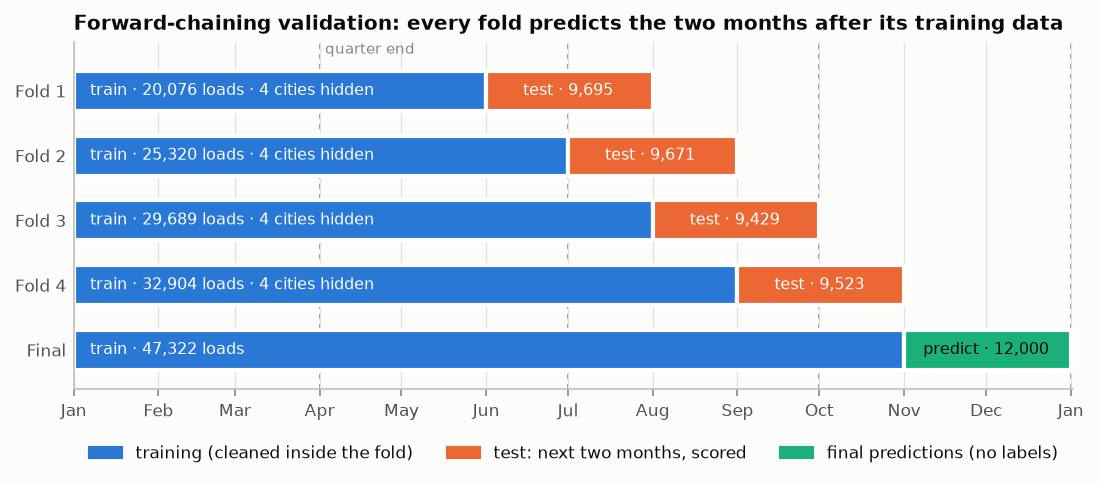 Forward-chaining validation: every fold predicts the two months after its training data
quarter end
Fold 1
train · 20,076 loads · 4 cities hidden
test · 9,695
Fold 2
train · 25,320 loads · 4 cities hidden
test · 9,671
Fold 3
train · 29,689 loads · 4 cities hidden
test · 9,429
Fold 4
train · 32,904 loads · 4 cities hidden
test · 9,523
Final
train · 47,322 loads
predict · 12,000
Jan Feb Mar Apr May Jun Jul Aug Sep Oct Nov Dec Jan
training (cleaned inside the fold)
test: next two months, scored
final predictions (no labels)